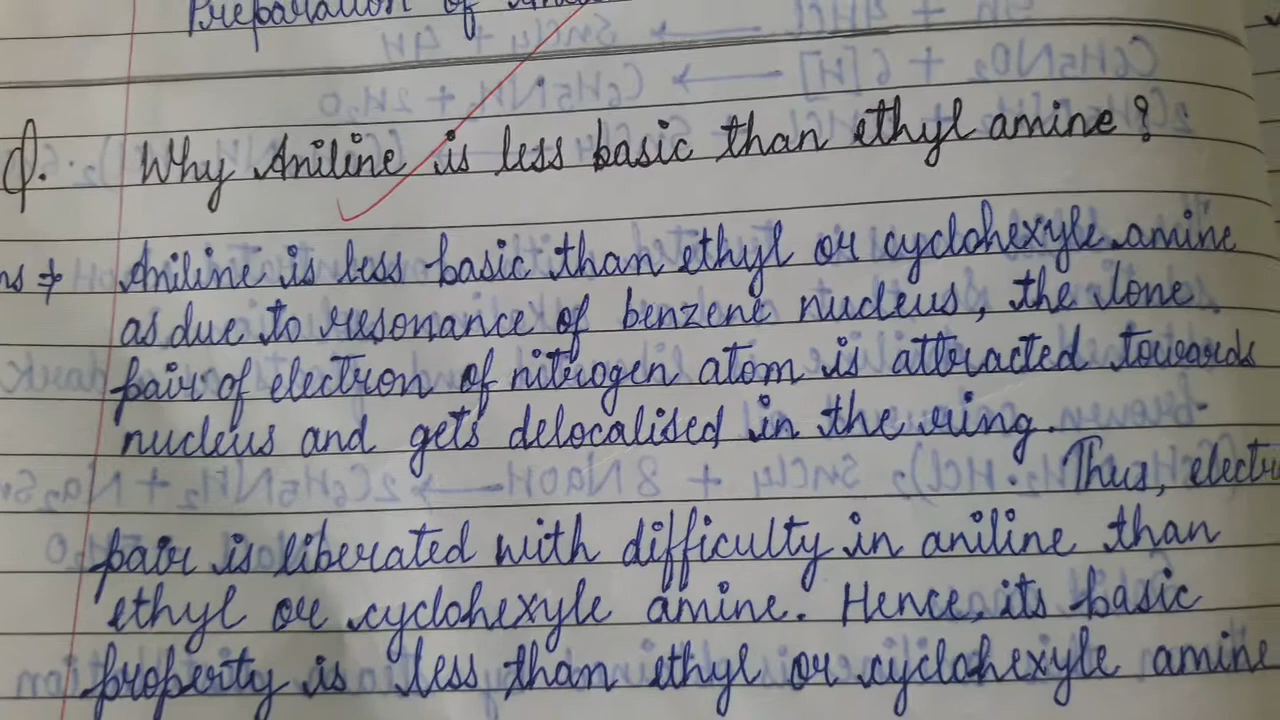 Preparation of
Q. Why Aniline is less basic than ethyl amine?
Ans → Aniline is less basic than ethyl or cyclohexyle amine
as due to resonance of benzene nucleus, the lone
pair of electron of nitrogen atom is attracted towards
nucleus and gets delocalised in the ring.
Thus, electr
pair is liberated with difficulty in aniline than
ethyl or cyclohexyle amine. Hence, its basic
property is less than ethyl or cyclohexyle amine